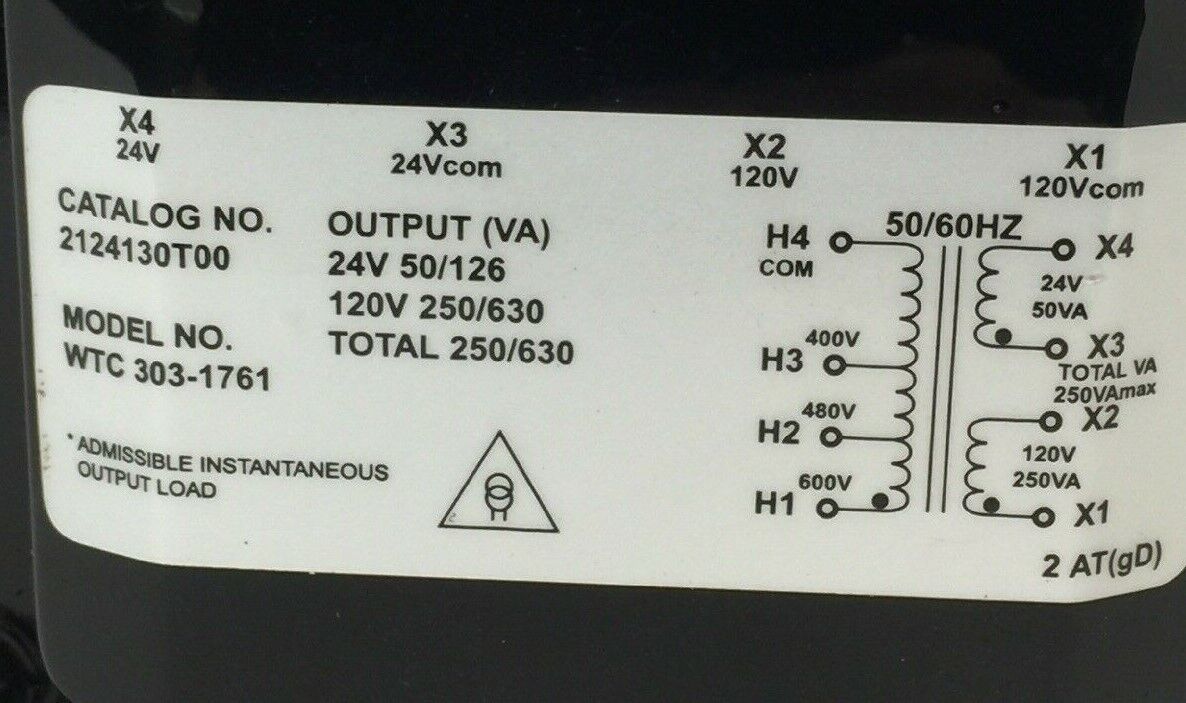 X4
24V
X3
24Vcom
X2
120V
X1
120Vcom
CATALOG NO.
2124130T00
MODEL NO.
WTC 303-1761
OUTPUT (VA)
24V 50/126
120V 250/630
TOTAL 250/630
* ADMISSIBLE INSTANTANEOUS
OUTPUT LOAD
50/60HZ
H4
COM
400V
H3
480V
H2
600V
H1
X4
24V
50VA
X3
TOTAL VA
250VAmax
X2
120V
250VA
X1
2 AT(gD)